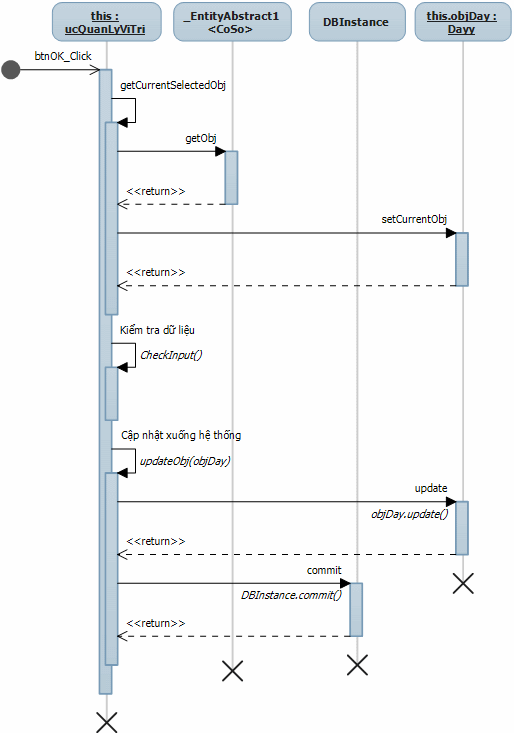 this :
ucQuanLyViTri
_EntityAbstract1
<CoSo>
DBInstance
this.objDay :
Dayy
btnOK_Click
getCurrentSelectedObj
getObj
<<return>>
setCurrentObj
<<return>>
Kiểm tra dữ liệu
CheckInput()
Cập nhật xuống hệ thống
updateObj(objDay)
update
objDay.update()
<<return>>
commit
DBInstance.commit()
<<return>>